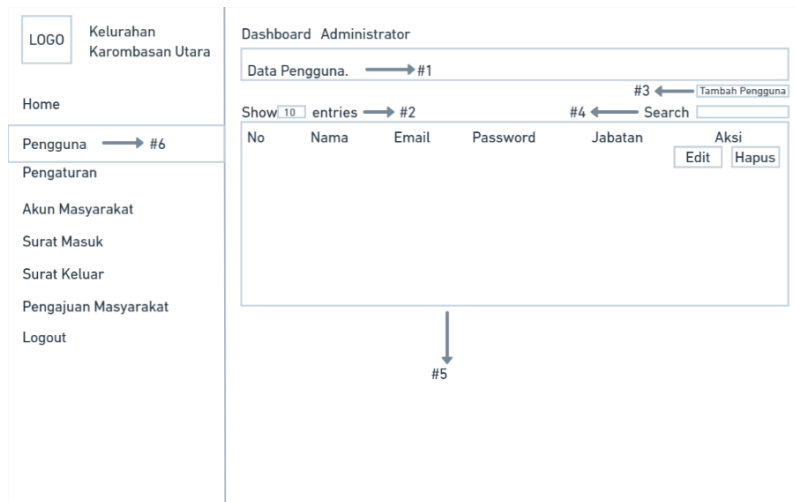 LOGO
Kelurahan
Karombasan Utara
Home
Pengguna #6
Pengaturan
Akun Masyarakat
Surat Masuk
Surat Keluar
Pengajuan Masyarakat
Logout
Dashboard Administrator
Data Pengguna. #1
#3 Tambah Pengguna
Show 10 entries #2 #4 Search
No Nama Email Password Jabatan Aksi
Edit Hapus
#5